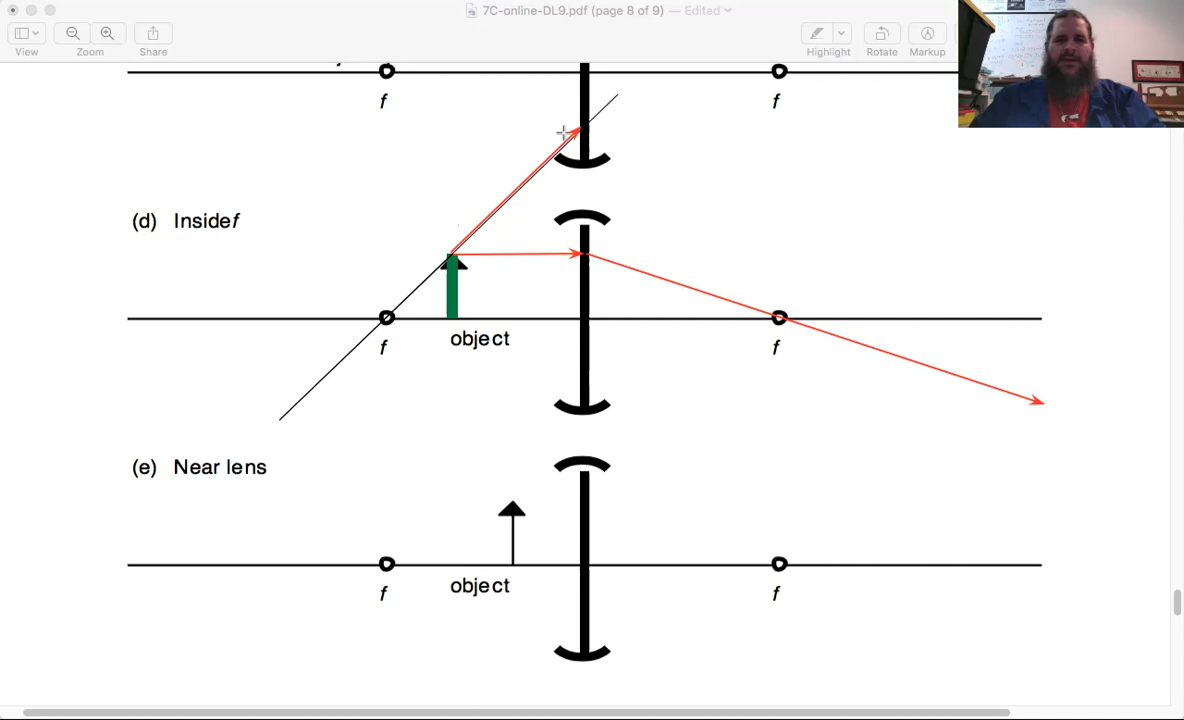 7C-online-DL9.pdf (page 8 of 9) — Edited
View
Zoom
Share
Highlight
Rotate
Markup
f
f
(d) Insidef
object
f
f
(e) Near lens
object
f
f